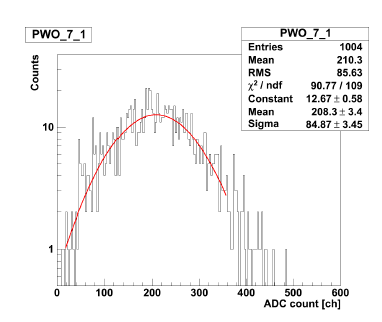 PWO_7_1
PWO_7_1
Entries 1004
Mean 210.3
RMS 85.63
χ² / ndf 90.77 / 109
Constant 12.67 ± 0.58
Mean 208.3 ± 3.4
Sigma 84.87 ± 3.45
Counts
10
1
0 100 200 300 400 500 600
ADC count [ch]